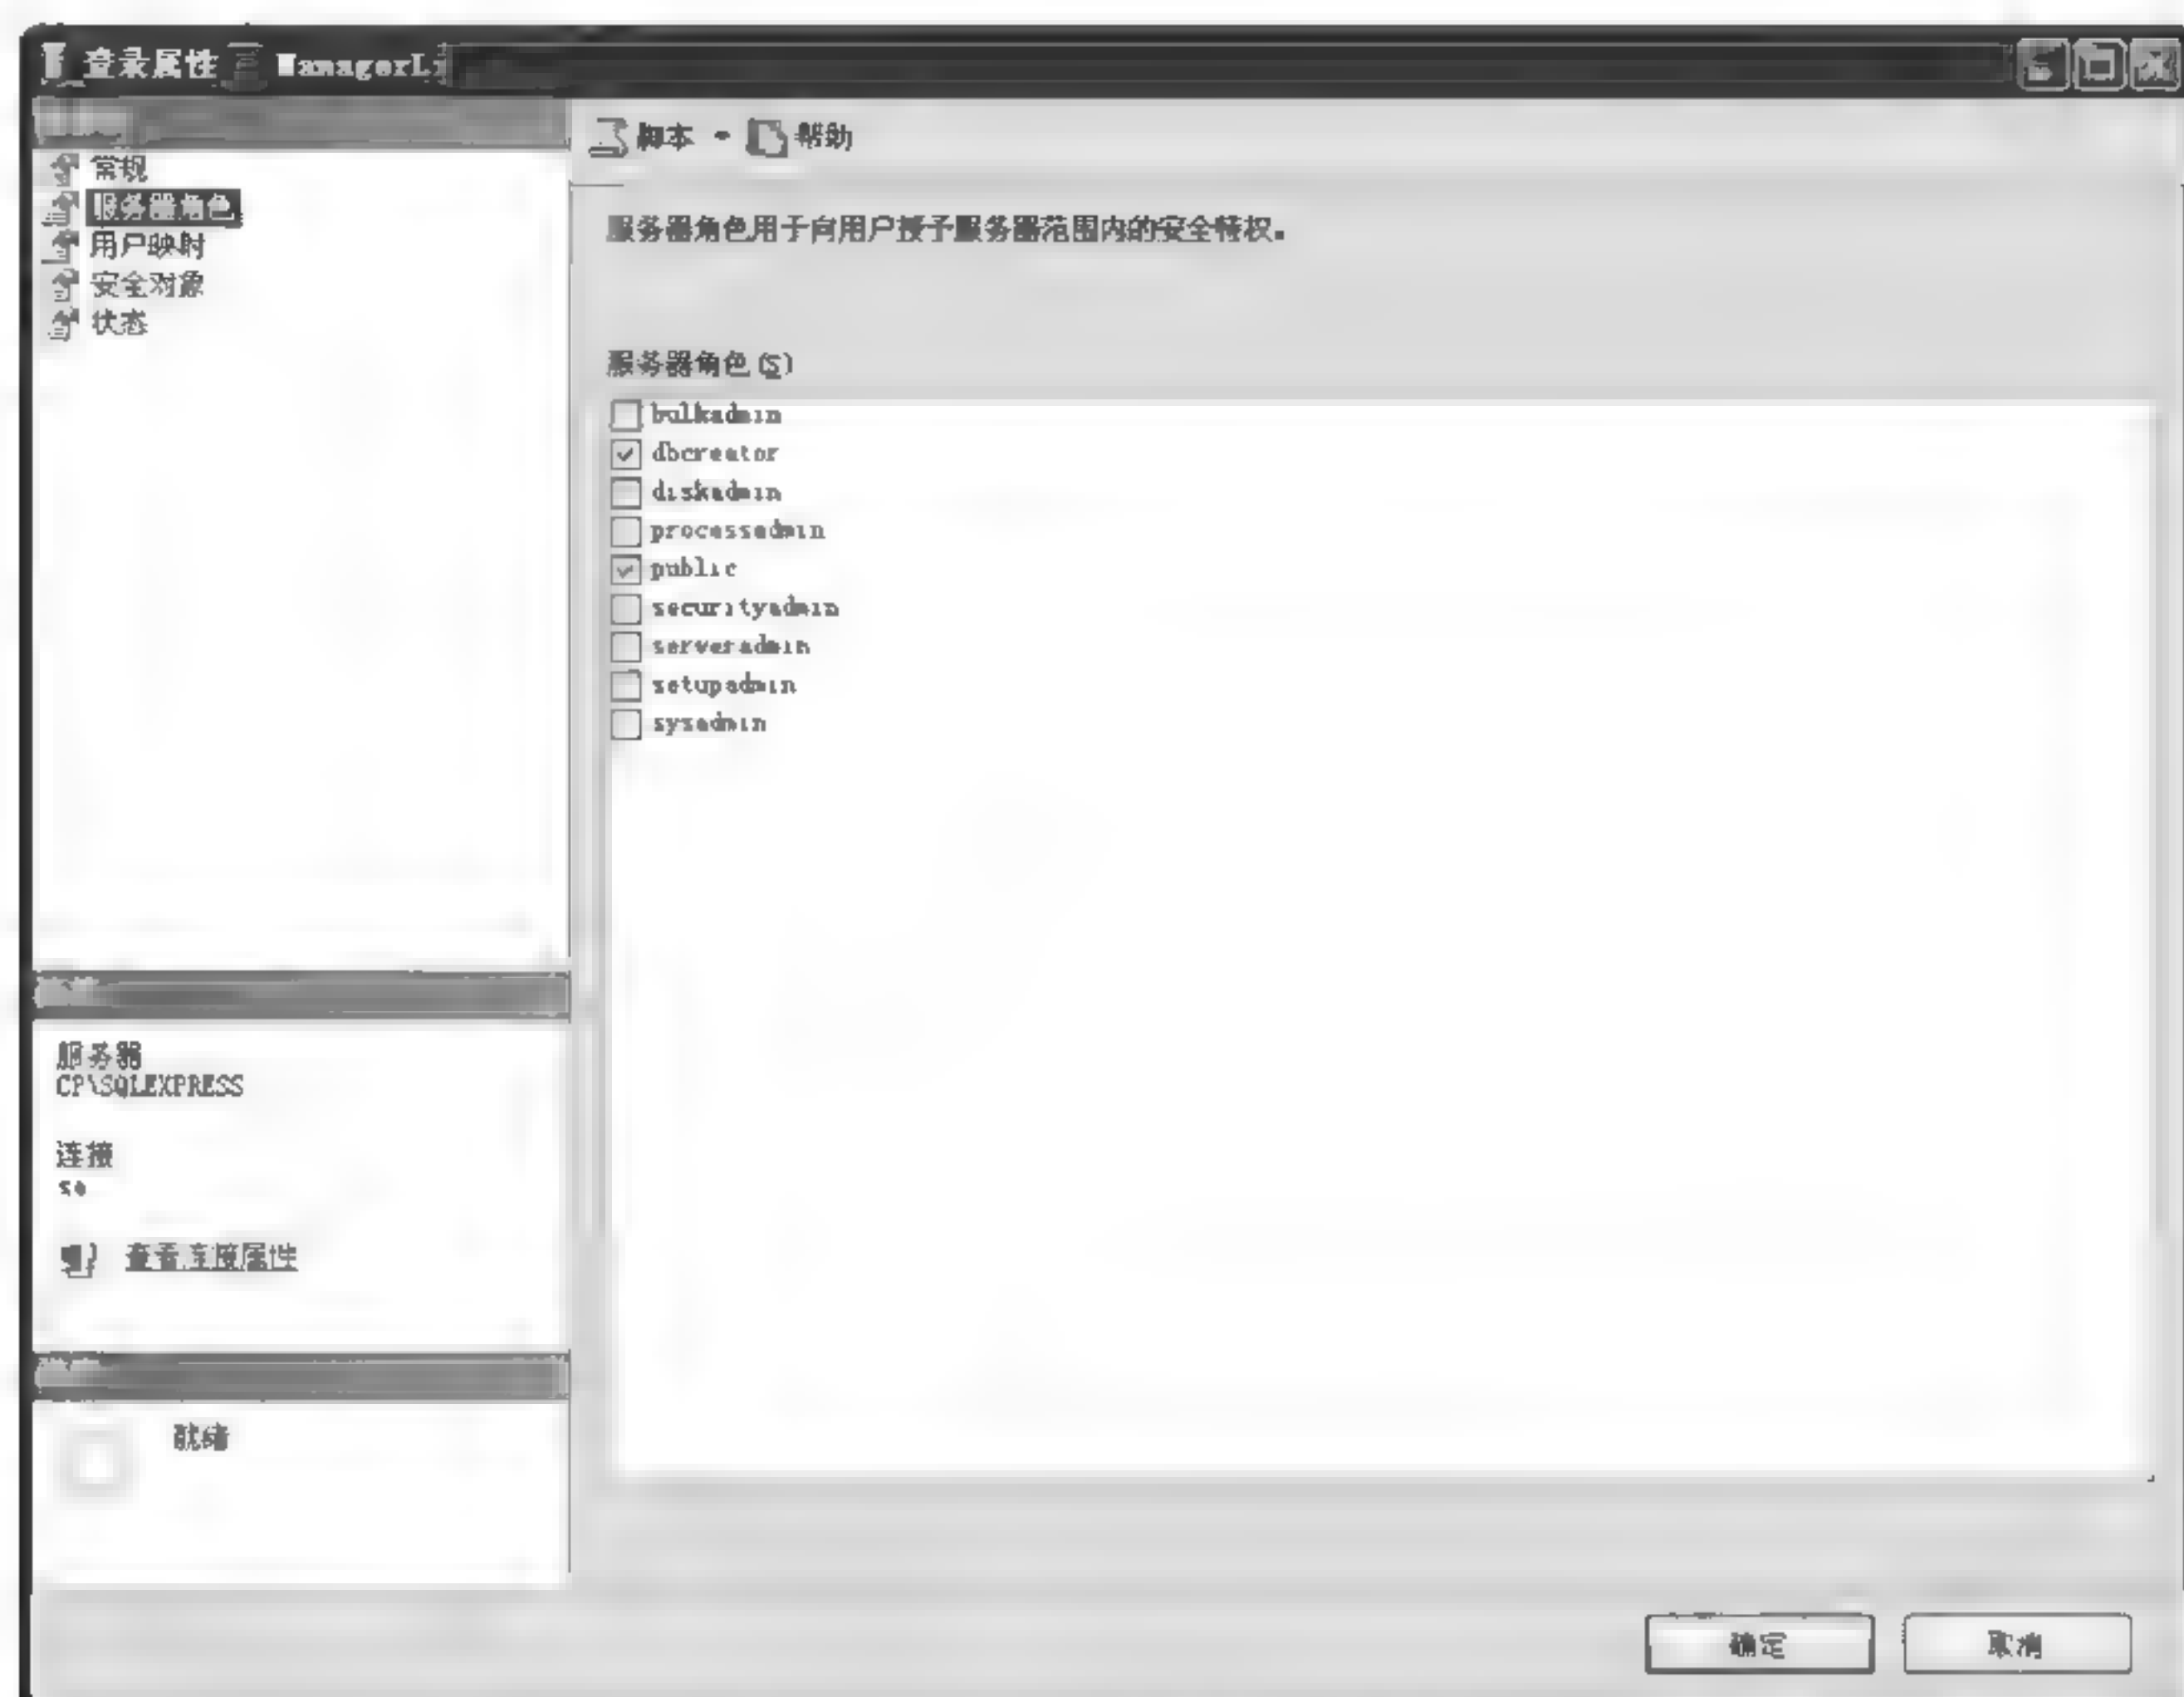 登录属性 - ManagerLi
常规
服务器角色
用户映射
安全对象
状态
脚本 帮助
服务器角色用于向用户授予服务器范围内的安全特权。
服务器角色(S)
bulkadmin
dbcreator
diskadmin
processadmin
public
securityadmin
serveradmin
setupadmin
sysadmin
服务器
CP\SQLEXPRESS
连接
sa
查看连接属性
就绪
确定
取消